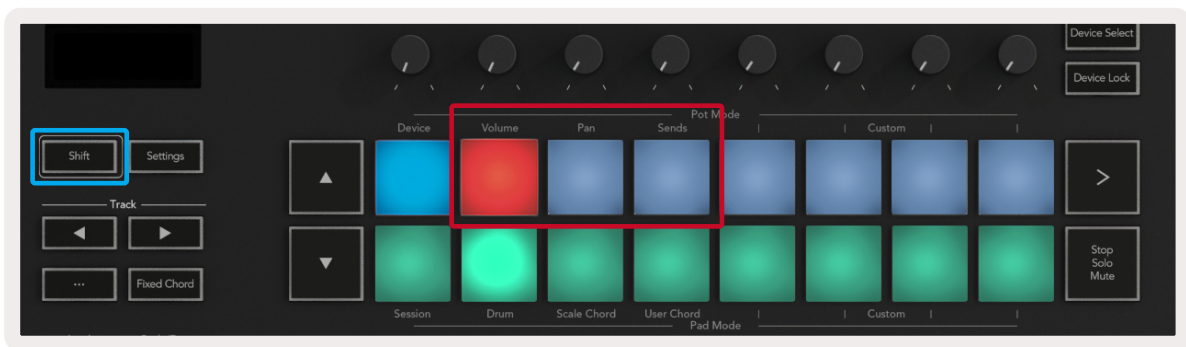 Device Select
Device Lock
Pot Mode
Device Volume Pan Sends Custom
Shift Settings
>
Track
...
Fixed Chord
Stop
Solo
Mute
Session Drum Scale Chord User Chord Custom
Pad Mode